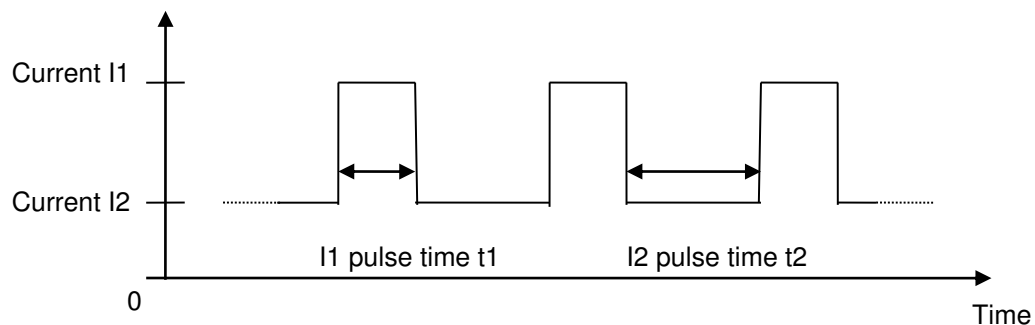 Current I1
Current I2
I1 pulse time t1
I2 pulse time t2
0
Time